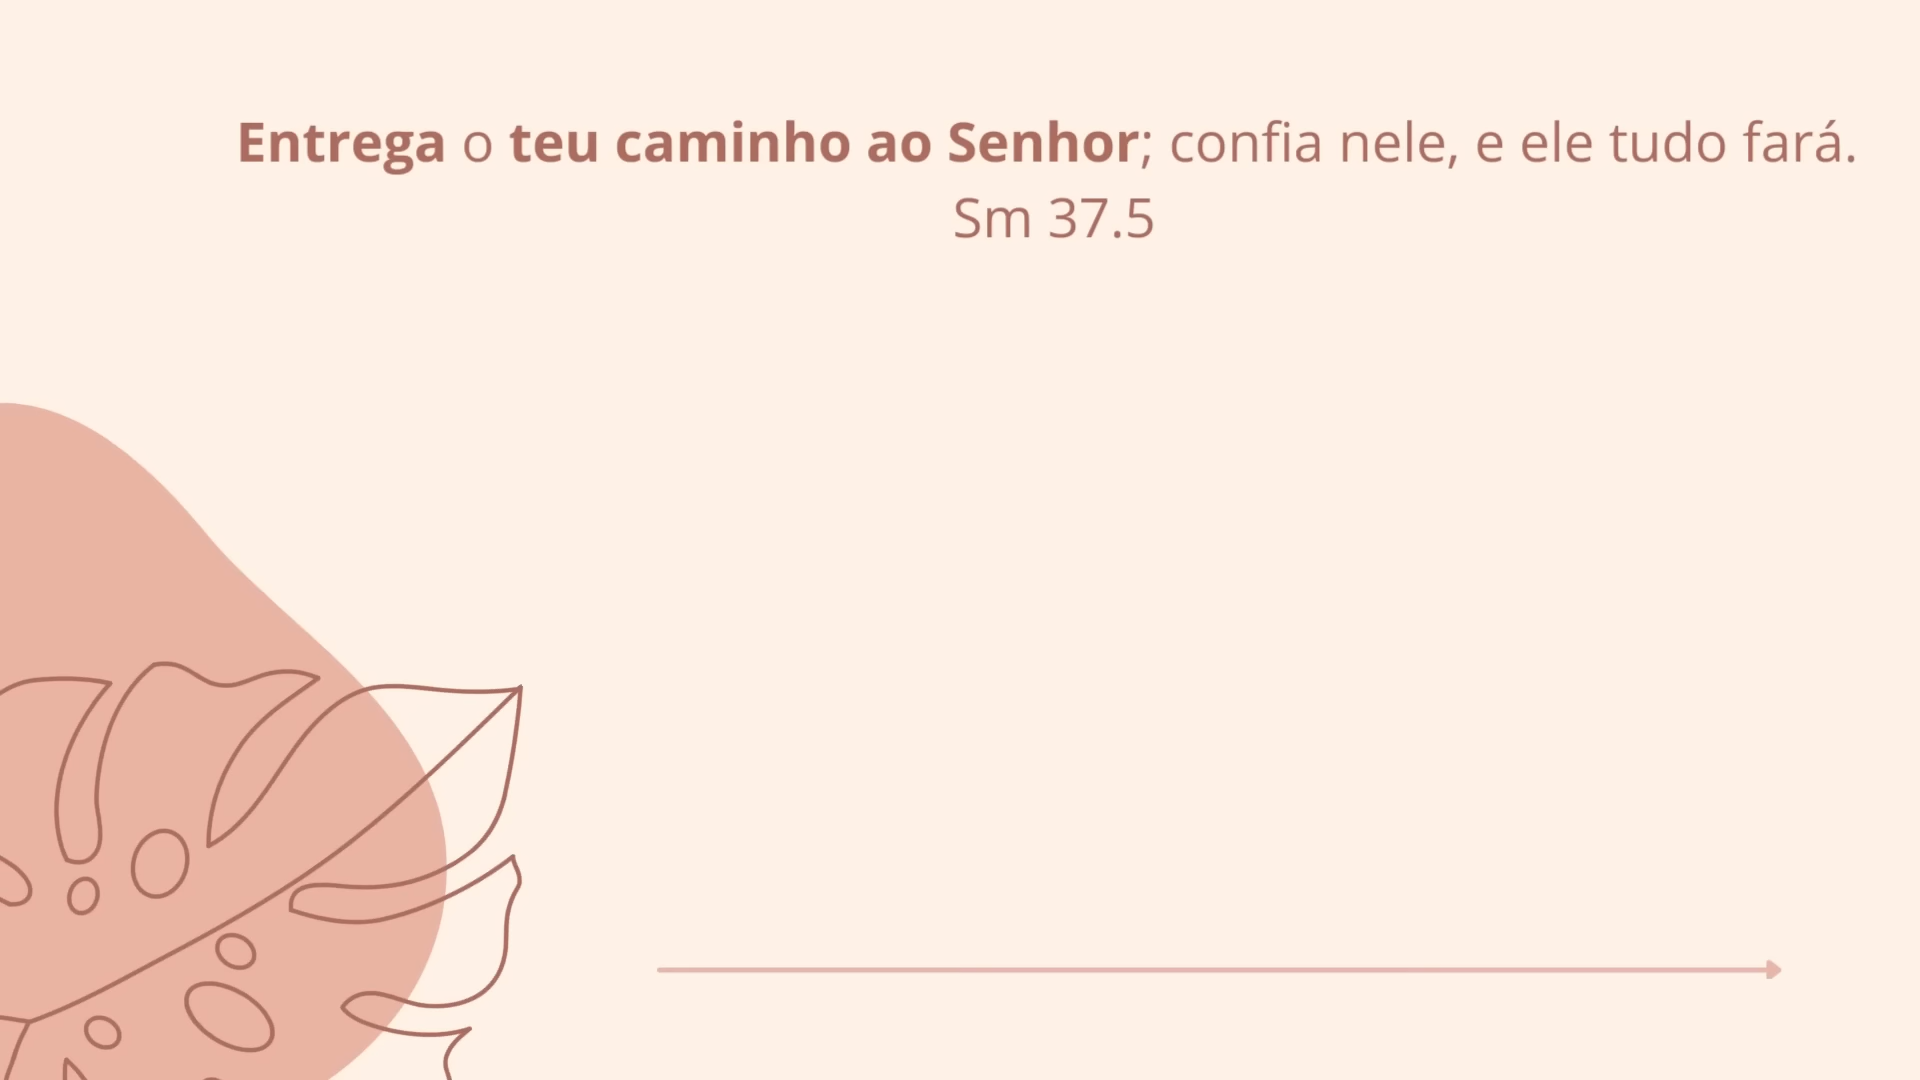 Entrega o teu caminho ao Senhor; confia nele, e ele tudo fará.
Sm 37.5